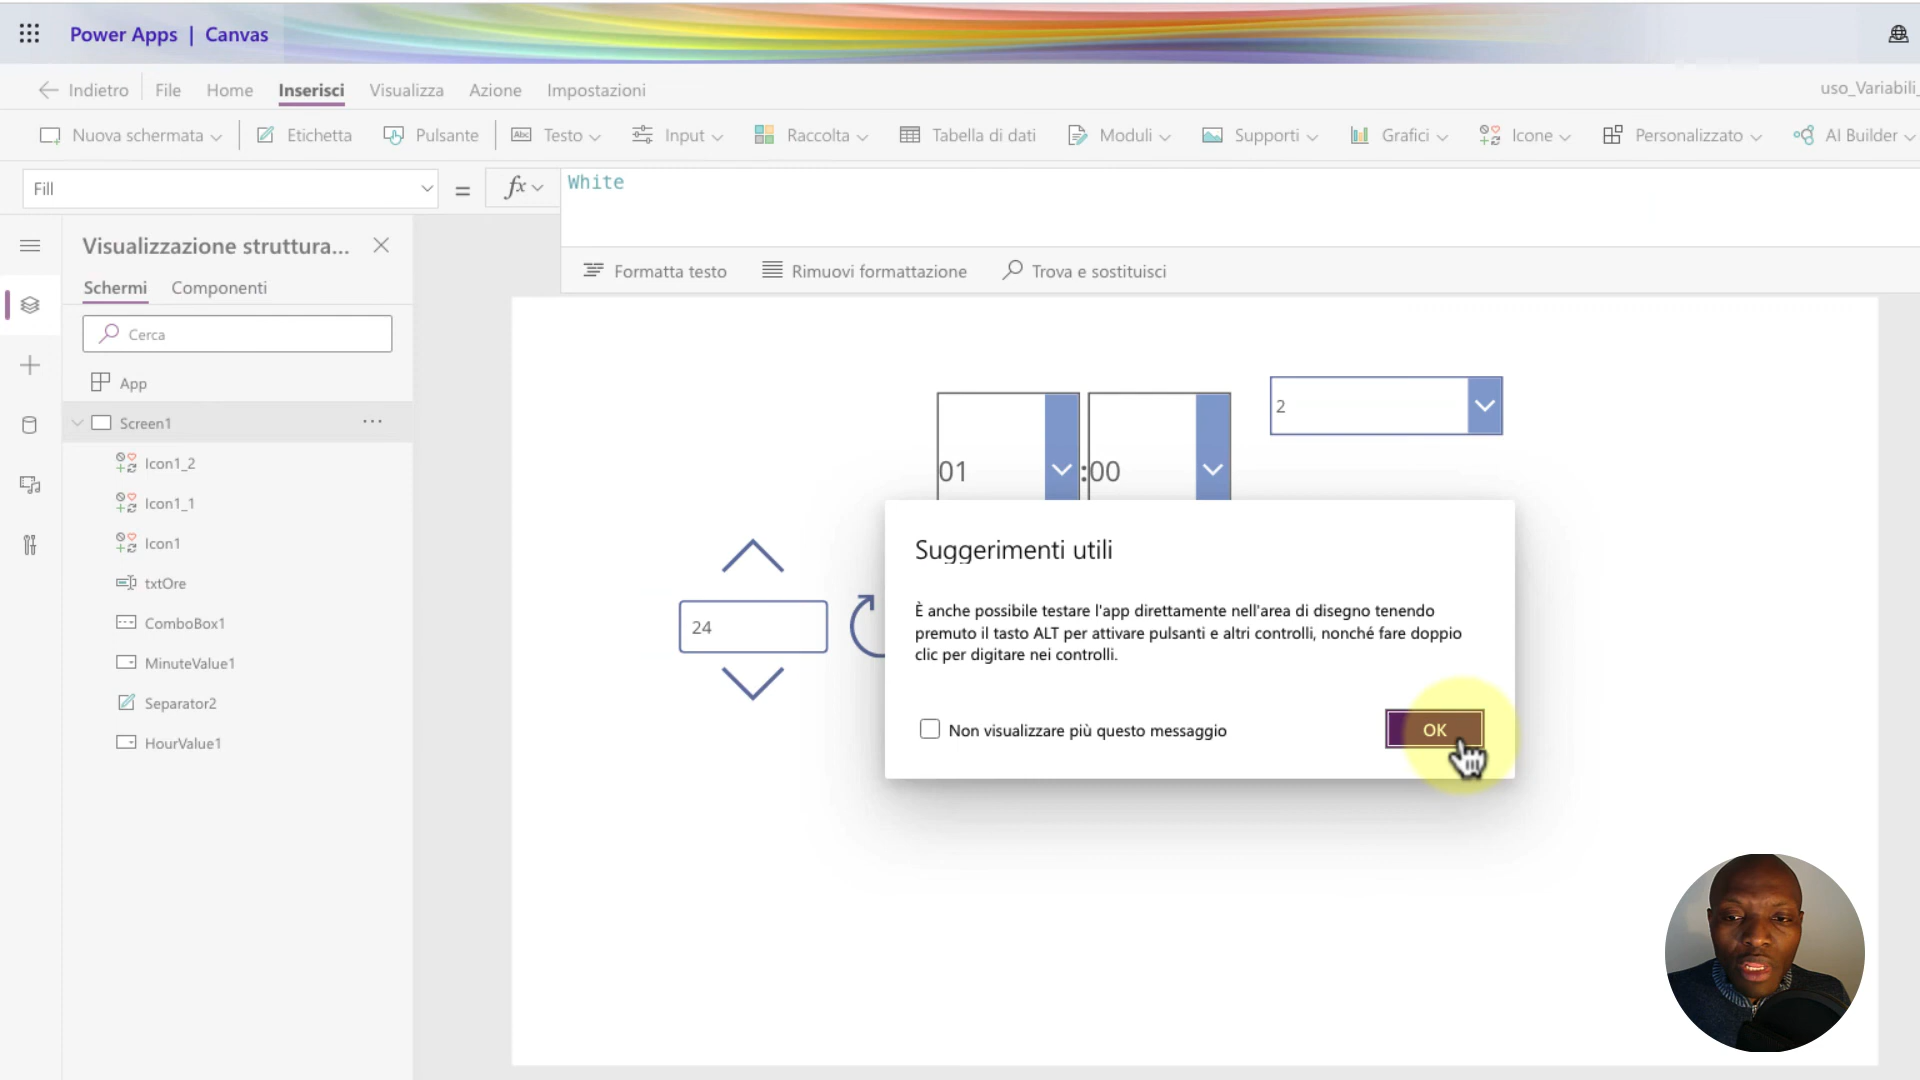 Power Apps | Canvas
Indietro File Home Inserisci Visualizza Azione Impostazioni uso_Variabili_
Nuova schermata Etichetta Pulsante Abc Testo Input Raccolta Tabella di dati Moduli Supporti Grafici Icone Personalizzato AI Builder
Fill = fx White
Visualizzazione struttura...
Formatta testo Rimuovi formattazione Trova e sostituisci
Schermi Componenti
Cerca
App
Screen1 ...
Icon1_2
Icon1_1
Icon1
txtOre
ComboBox1
MinuteValue1
Separator2
HourValue1
2
01 : 00
24
Suggerimenti utili
È anche possibile testare l'app direttamente nell'area di disegno tenendo
premuto il tasto ALT per attivare pulsanti e altri controlli, nonché fare doppio
clic per digitare nei controlli.
Non visualizzare più questo messaggio
OK